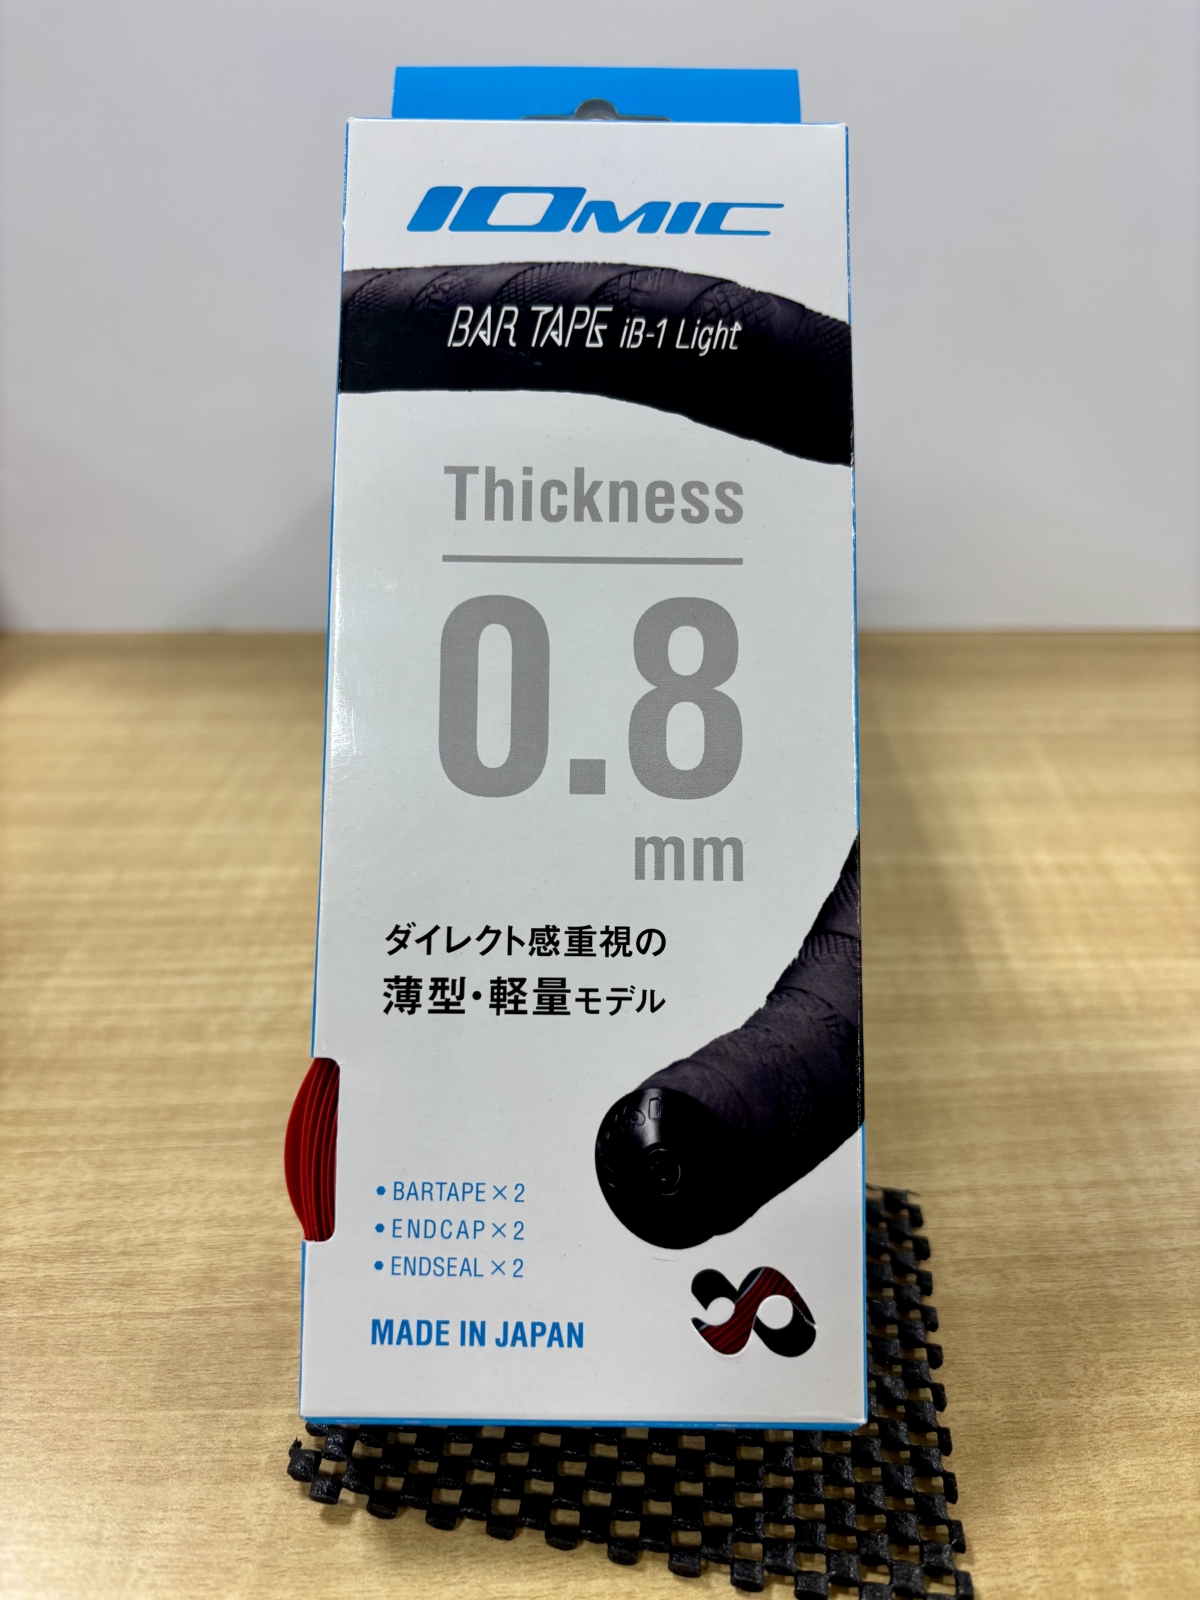 IOMIC
BAR TAPE iB-1 Light
Thickness
0.8
mm
ダイレクト感重視の
薄型・軽量モデル
• BARTAPE×2
• ENDCAP×2
• ENDSEAL×2
MADE IN JAPAN